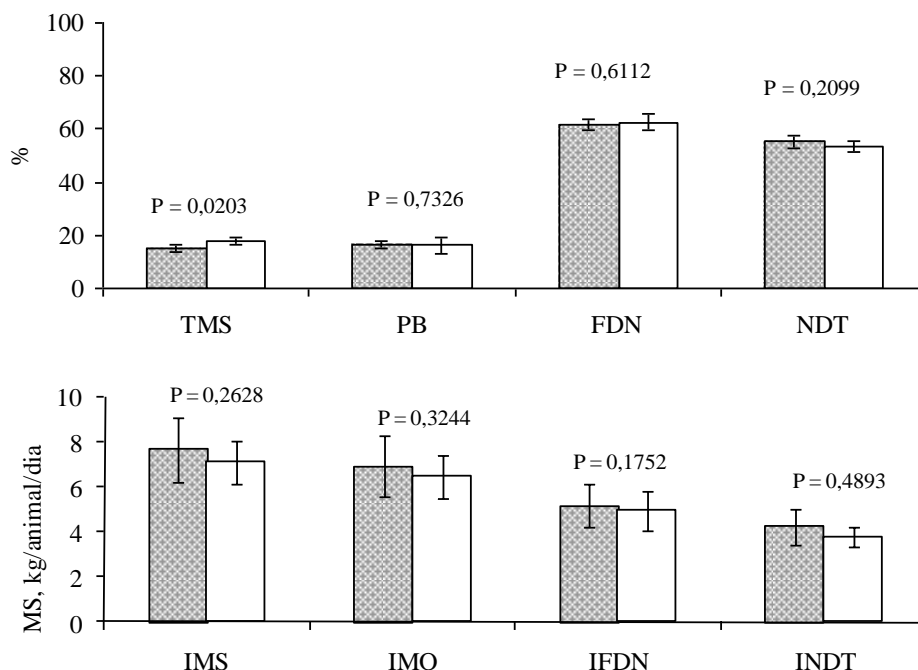 100
P = 0,6112
80
P = 0,2099
60
%
40
P = 0,0203
P = 0,7326
20
0
TMS PB FDN NDT
10
P = 0,2628
P = 0,3244
8
P = 0,1752
P = 0,4893
6
MS, kg/animal/dia
4
2
0
IMS IMO IFDN INDT